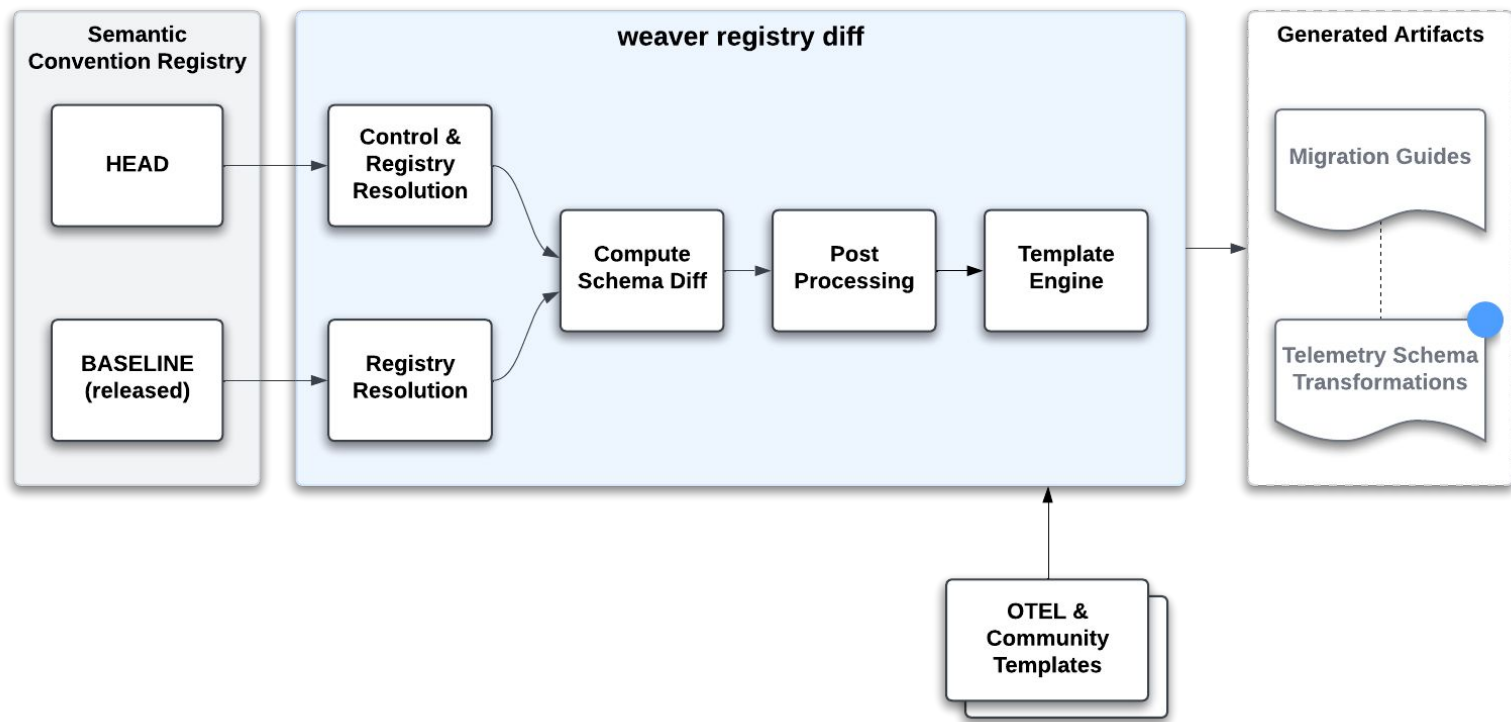 Semantic
Convention Registry
HEAD
BASELINE
(released)
weaver registry diff
Control &
Registry
Resolution
Registry
Resolution
Compute
Schema Diff
Post
Processing
Template
Engine
Generated Artifacts
Migration Guides
Telemetry Schema
Transformations
OTEL &
Community
Templates